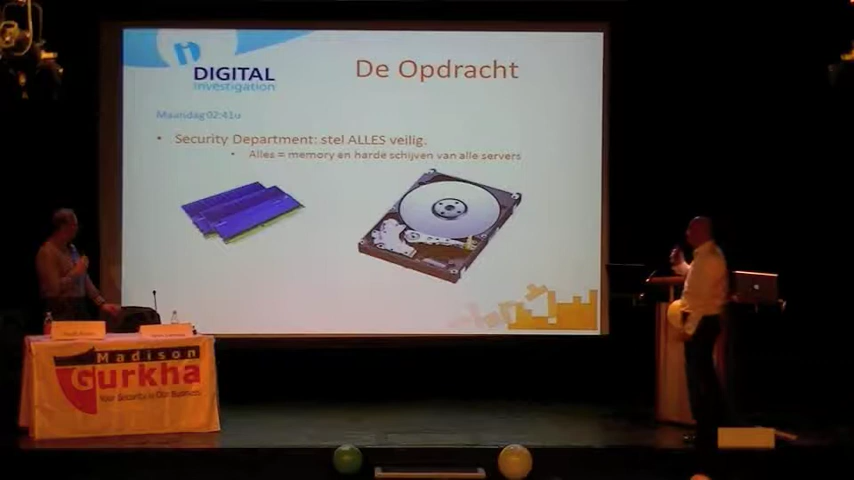 DIGITAL
investigation
De Opdracht
Maandag 02:41u
• Security Department: stel ALLES veilig.
• Alles = memory en harde schijven van alle servers
Madison
Gurkha
Your Security is Our Business